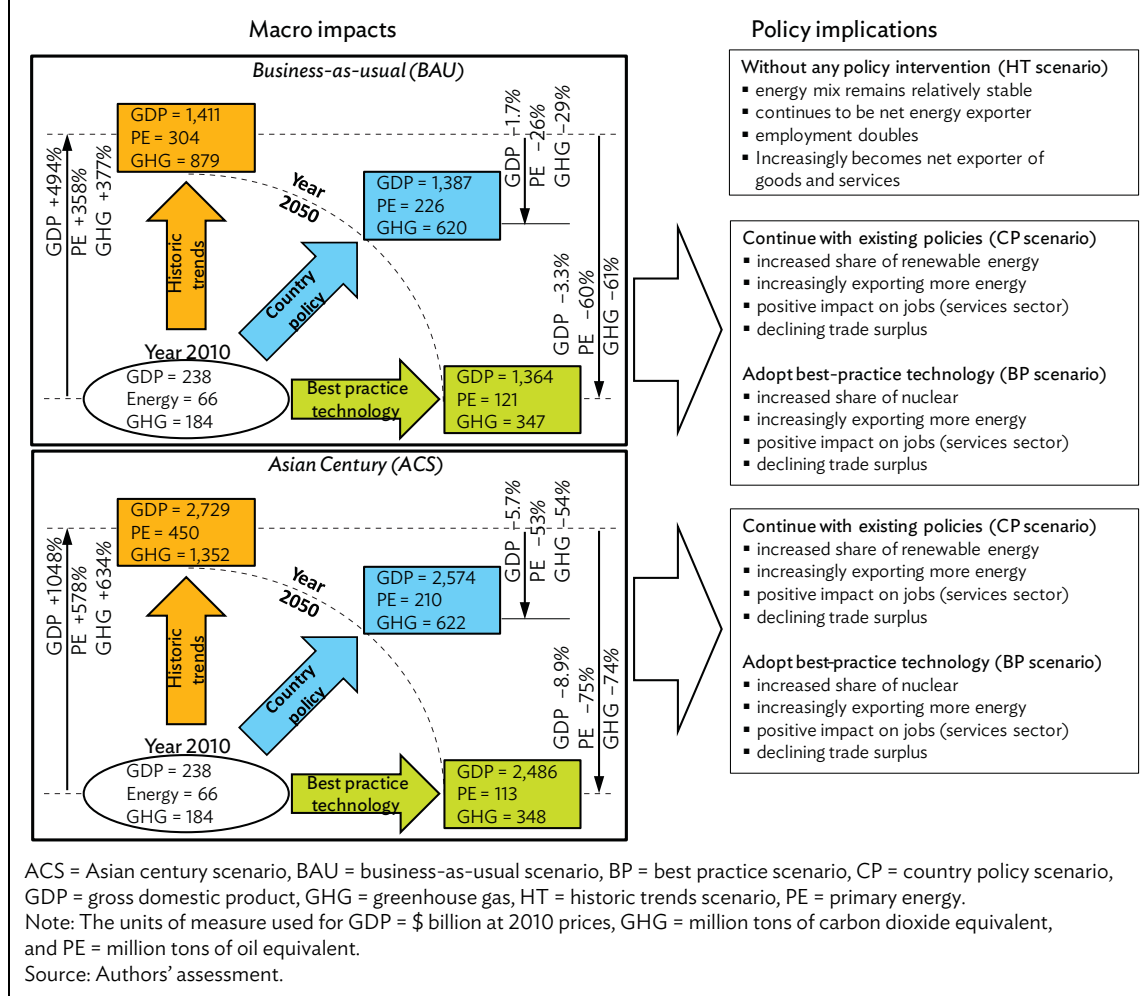 Macro impacts
Policy implications
Business-as-usual (BAU)
GDP = 1,411
PE = 304
GHG = 879
GDP +494%
PE +358%
GHG +377%
Historic
trends
Year
2050
Country
policy
GDP = 1,387
PE = 226
GHG = 620
GDP −1.7%
PE −26%
GHG −29%
GDP −3.3%
PE −60%
GHG −61%
Year 2010
GDP = 238
Energy = 66
GHG = 184
Best practice
technology
GDP = 1,364
PE = 121
GHG = 347
Asian Century (ACS)
GDP = 2,729
PE = 450
GHG = 1,352
GDP +1048%
PE +578%
GHG +634%
Historic
trends
Year
2050
Country
policy
GDP = 2,574
PE = 210
GHG = 622
GDP −5.7%
PE −53%
GHG −54%
GDP −8.9%
PE −75%
GHG −74%
Year 2010
GDP = 238
Energy = 66
GHG = 184
Best practice
technology
GDP = 2,486
PE = 113
GHG = 348
Without any policy intervention (HT scenario)
▪ energy mix remains relatively stable
▪ continues to be net energy exporter
▪ employment doubles
▪ Increasingly becomes net exporter of
goods and services
Continue with existing policies (CP scenario)
▪ increased share of renewable energy
▪ increasingly exporting more energy
▪ positive impact on jobs (services sector)
▪ declining trade surplus
Adopt best-practice technology (BP scenario)
▪ increased share of nuclear
▪ increasingly exporting more energy
▪ positive impact on jobs (services sector)
▪ declining trade surplus
Continue with existing policies (CP scenario)
▪ increased share of renewable energy
▪ increasingly exporting more energy
▪ positive impact on jobs (services sector)
▪ declining trade surplus
Adopt best-practice technology (BP scenario)
▪ increased share of nuclear
▪ increasingly exporting more energy
▪ positive impact on jobs (services sector)
▪ declining trade surplus
ACS = Asian century scenario, BAU = business-as-usual scenario, BP = best practice scenario, CP = country policy scenario,
GDP = gross domestic product, GHG = greenhouse gas, HT = historic trends scenario, PE = primary energy.
Note: The units of measure used for GDP = $ billion at 2010 prices, GHG = million tons of carbon dioxide equivalent,
and PE = million tons of oil equivalent.
Source: Authors’ assessment.